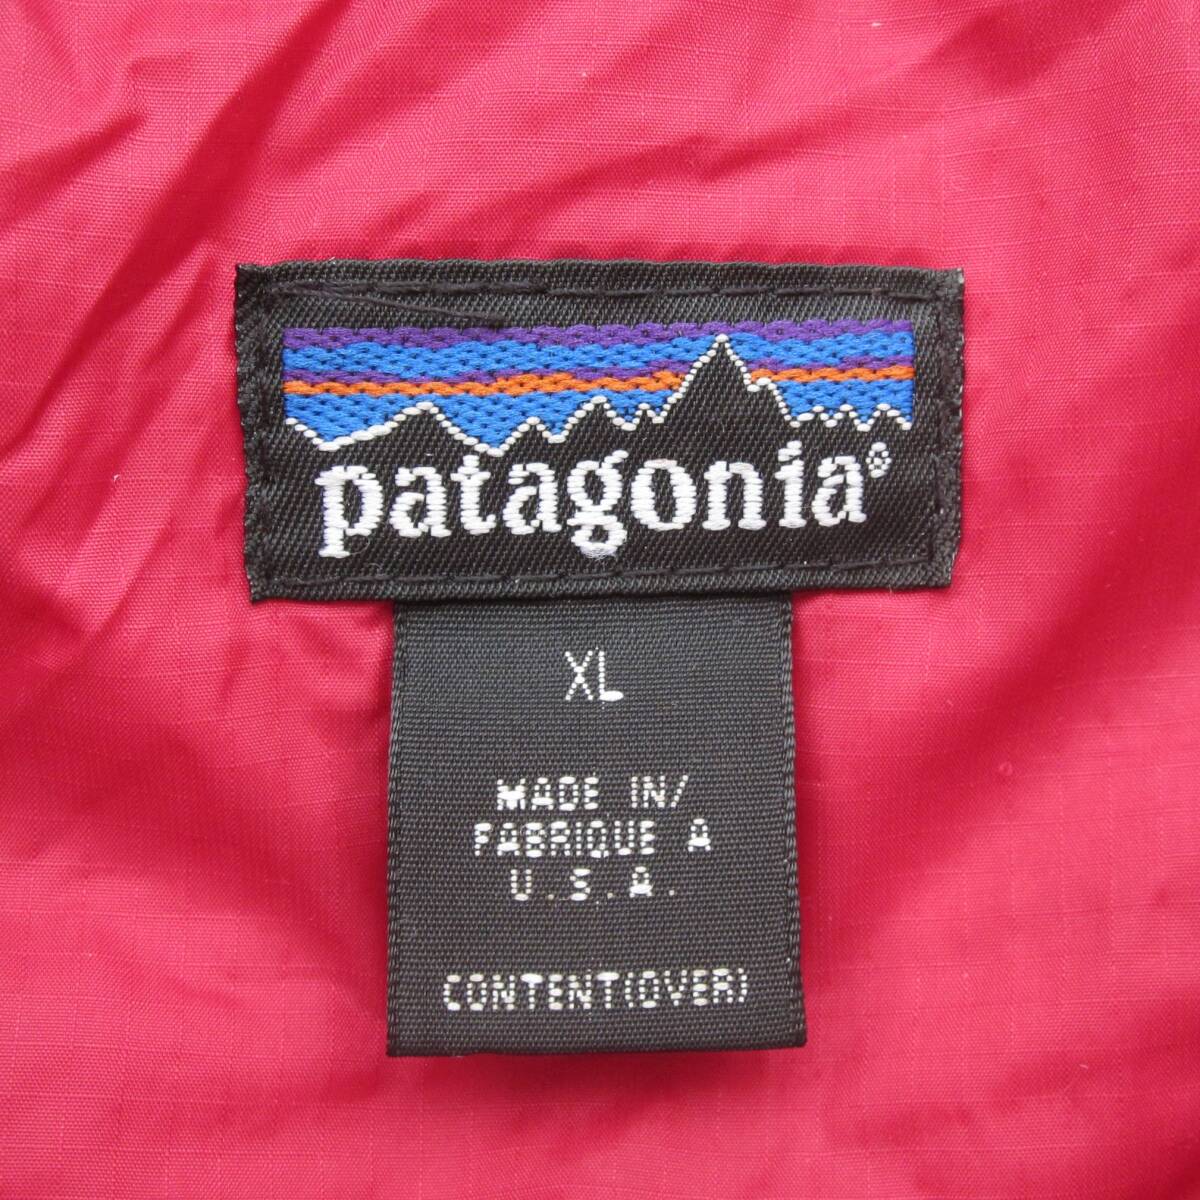 patagonia®
XL
MADE IN/
FABRIQUE A
U.S.A.
CONTENT(OVER)